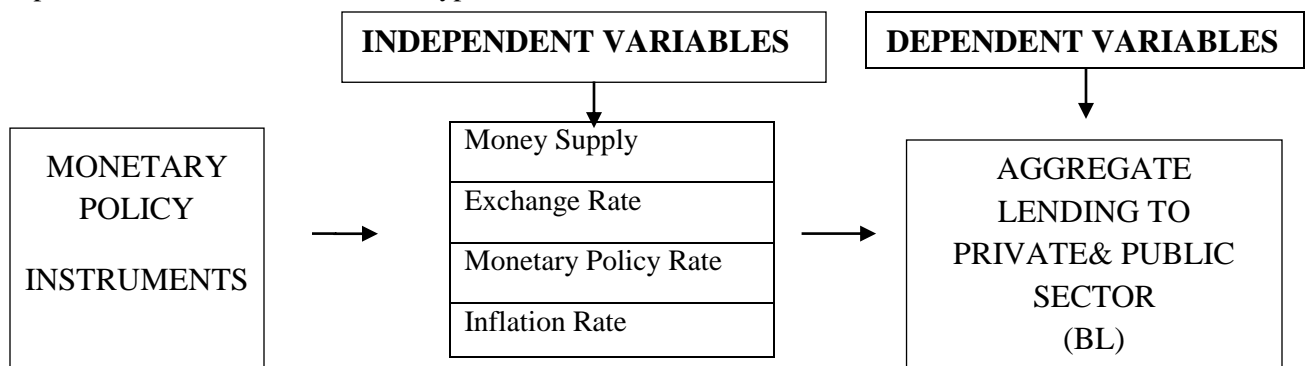 INDEPENDENT VARIABLES
DEPENDENT VARIABLES
MONETARY
POLICY
INSTRUMENTS
Money Supply
Exchange Rate
Monetary Policy Rate
Inflation Rate
AGGREGATE
LENDING TO
PRIVATE& PUBLIC
SECTOR
(BL)